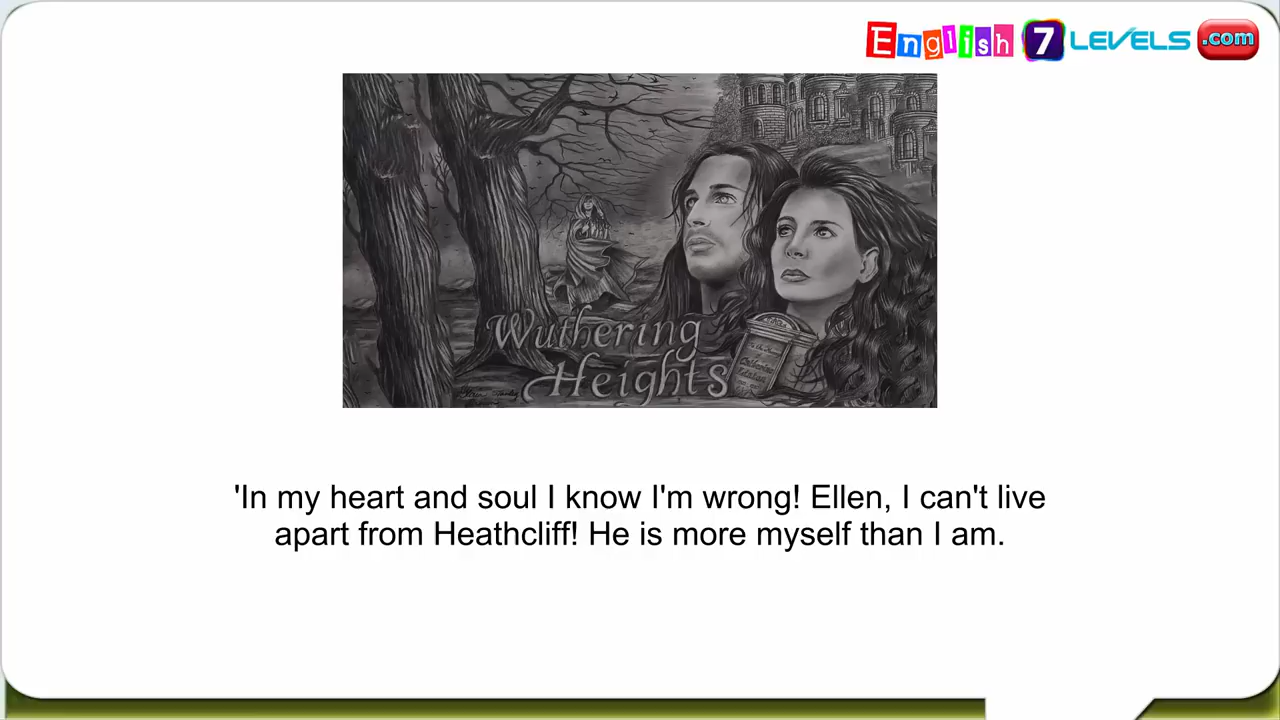 English 7 LEVELS .com
Wuthering
Heights
'In my heart and soul I know I'm wrong! Ellen, I can't live
apart from Heathcliff! He is more myself than I am.